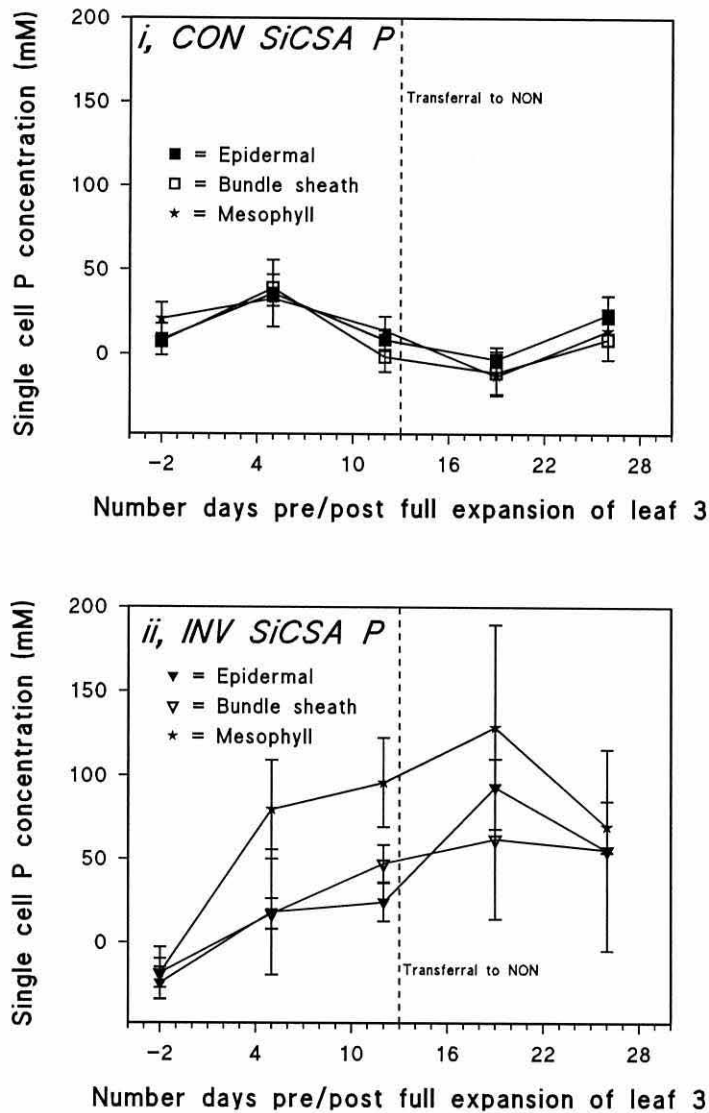 i, CON SiCSA P
Transferral to NON
■ = Epidermal
□ = Bundle sheath
★ = Mesophyll
Single cell P concentration (mM)
200
150
100
50
0
-2 4 10 16 22 28
Number days pre/post full expansion of leaf 3
ii, INV SiCSA P
▼ = Epidermal
▽ = Bundle sheath
★ = Mesophyll
Transferral to NON
Single cell P concentration (mM)
200
150
100
50
0
-2 4 10 16 22 28
Number days pre/post full expansion of leaf 3